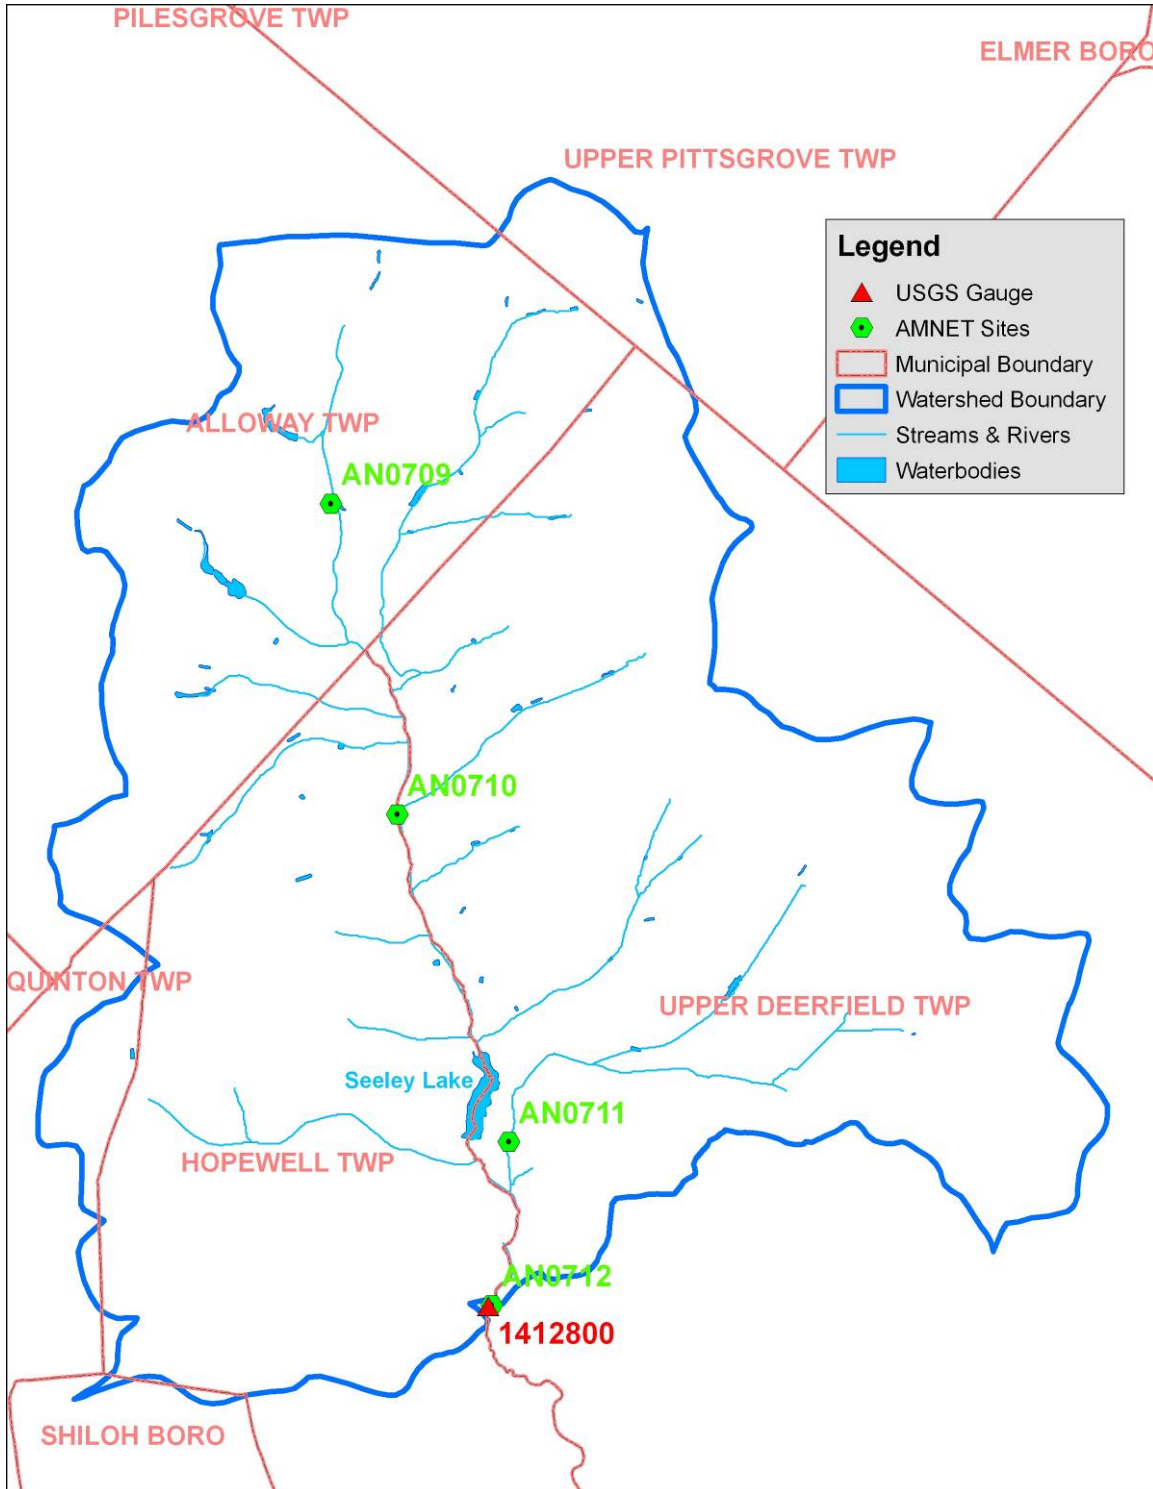 PILESGROVE TWP
ELMER BORO
UPPER PITTSGROVE TWP
Legend
USGS Gauge
AMNET Sites
Municipal Boundary
Watershed Boundary
Streams & Rivers
Waterbodies
ALLOWAY TWP
AN0709
AN0710
QUINTON TWP
UPPER DEERFIELD TWP
Seeley Lake
AN0711
HOPEWELL TWP
AN0712
1412800
SHILOH BORO